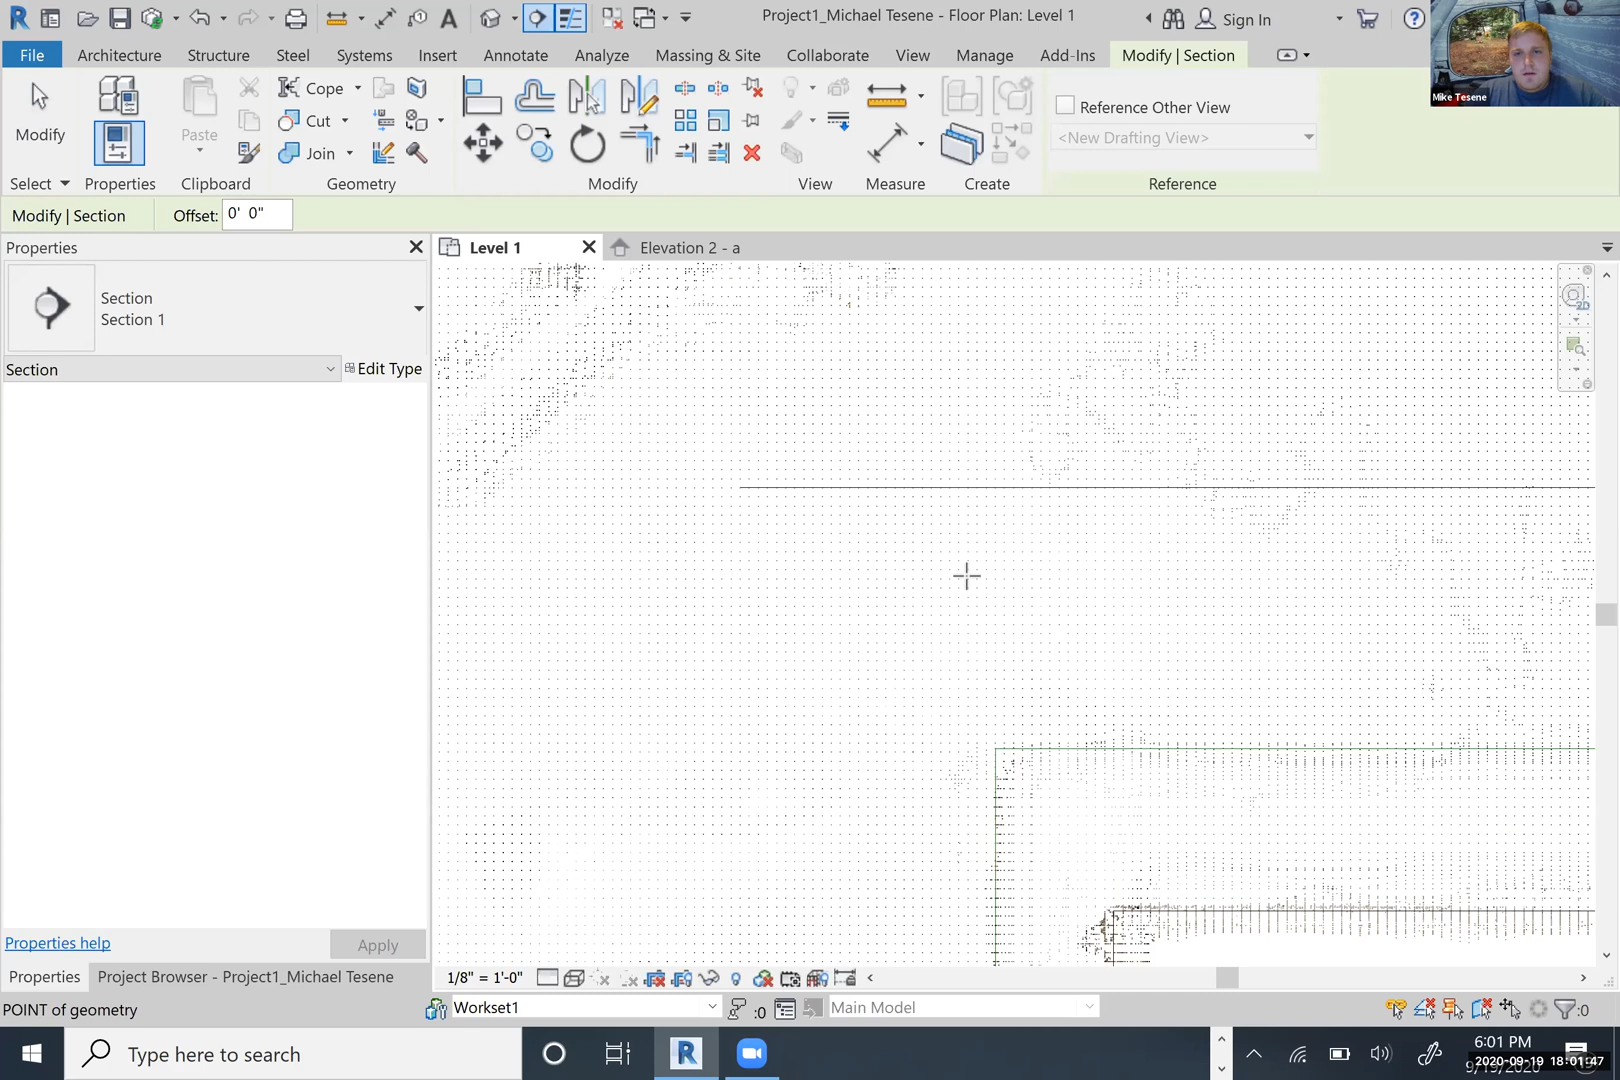 Project1_Michael Tesene - Floor Plan: Level 1
Sign In
Mike Tesene
File Architecture Structure Steel Systems Insert Annotate Analyze Massing & Site Collaborate View Manage Add-Ins Modify | Section
Modify
Paste
Cope
Cut
Join
Reference Other View
<New Drafting View>
Select Properties Clipboard Geometry Modify View Measure Create Reference
Modify | Section Offset: 0' 0"
Properties
Level 1 Elevation 2 - a
Section
Section 1
Section Edit Type
Properties help Apply
Properties Project Browser - Project1_Michael Tesene
1/8" = 1'-0"
POINT of geometry
Workset1 :0 Main Model :0
Type here to search
6:01 PM
2020-09-19 18:01:47